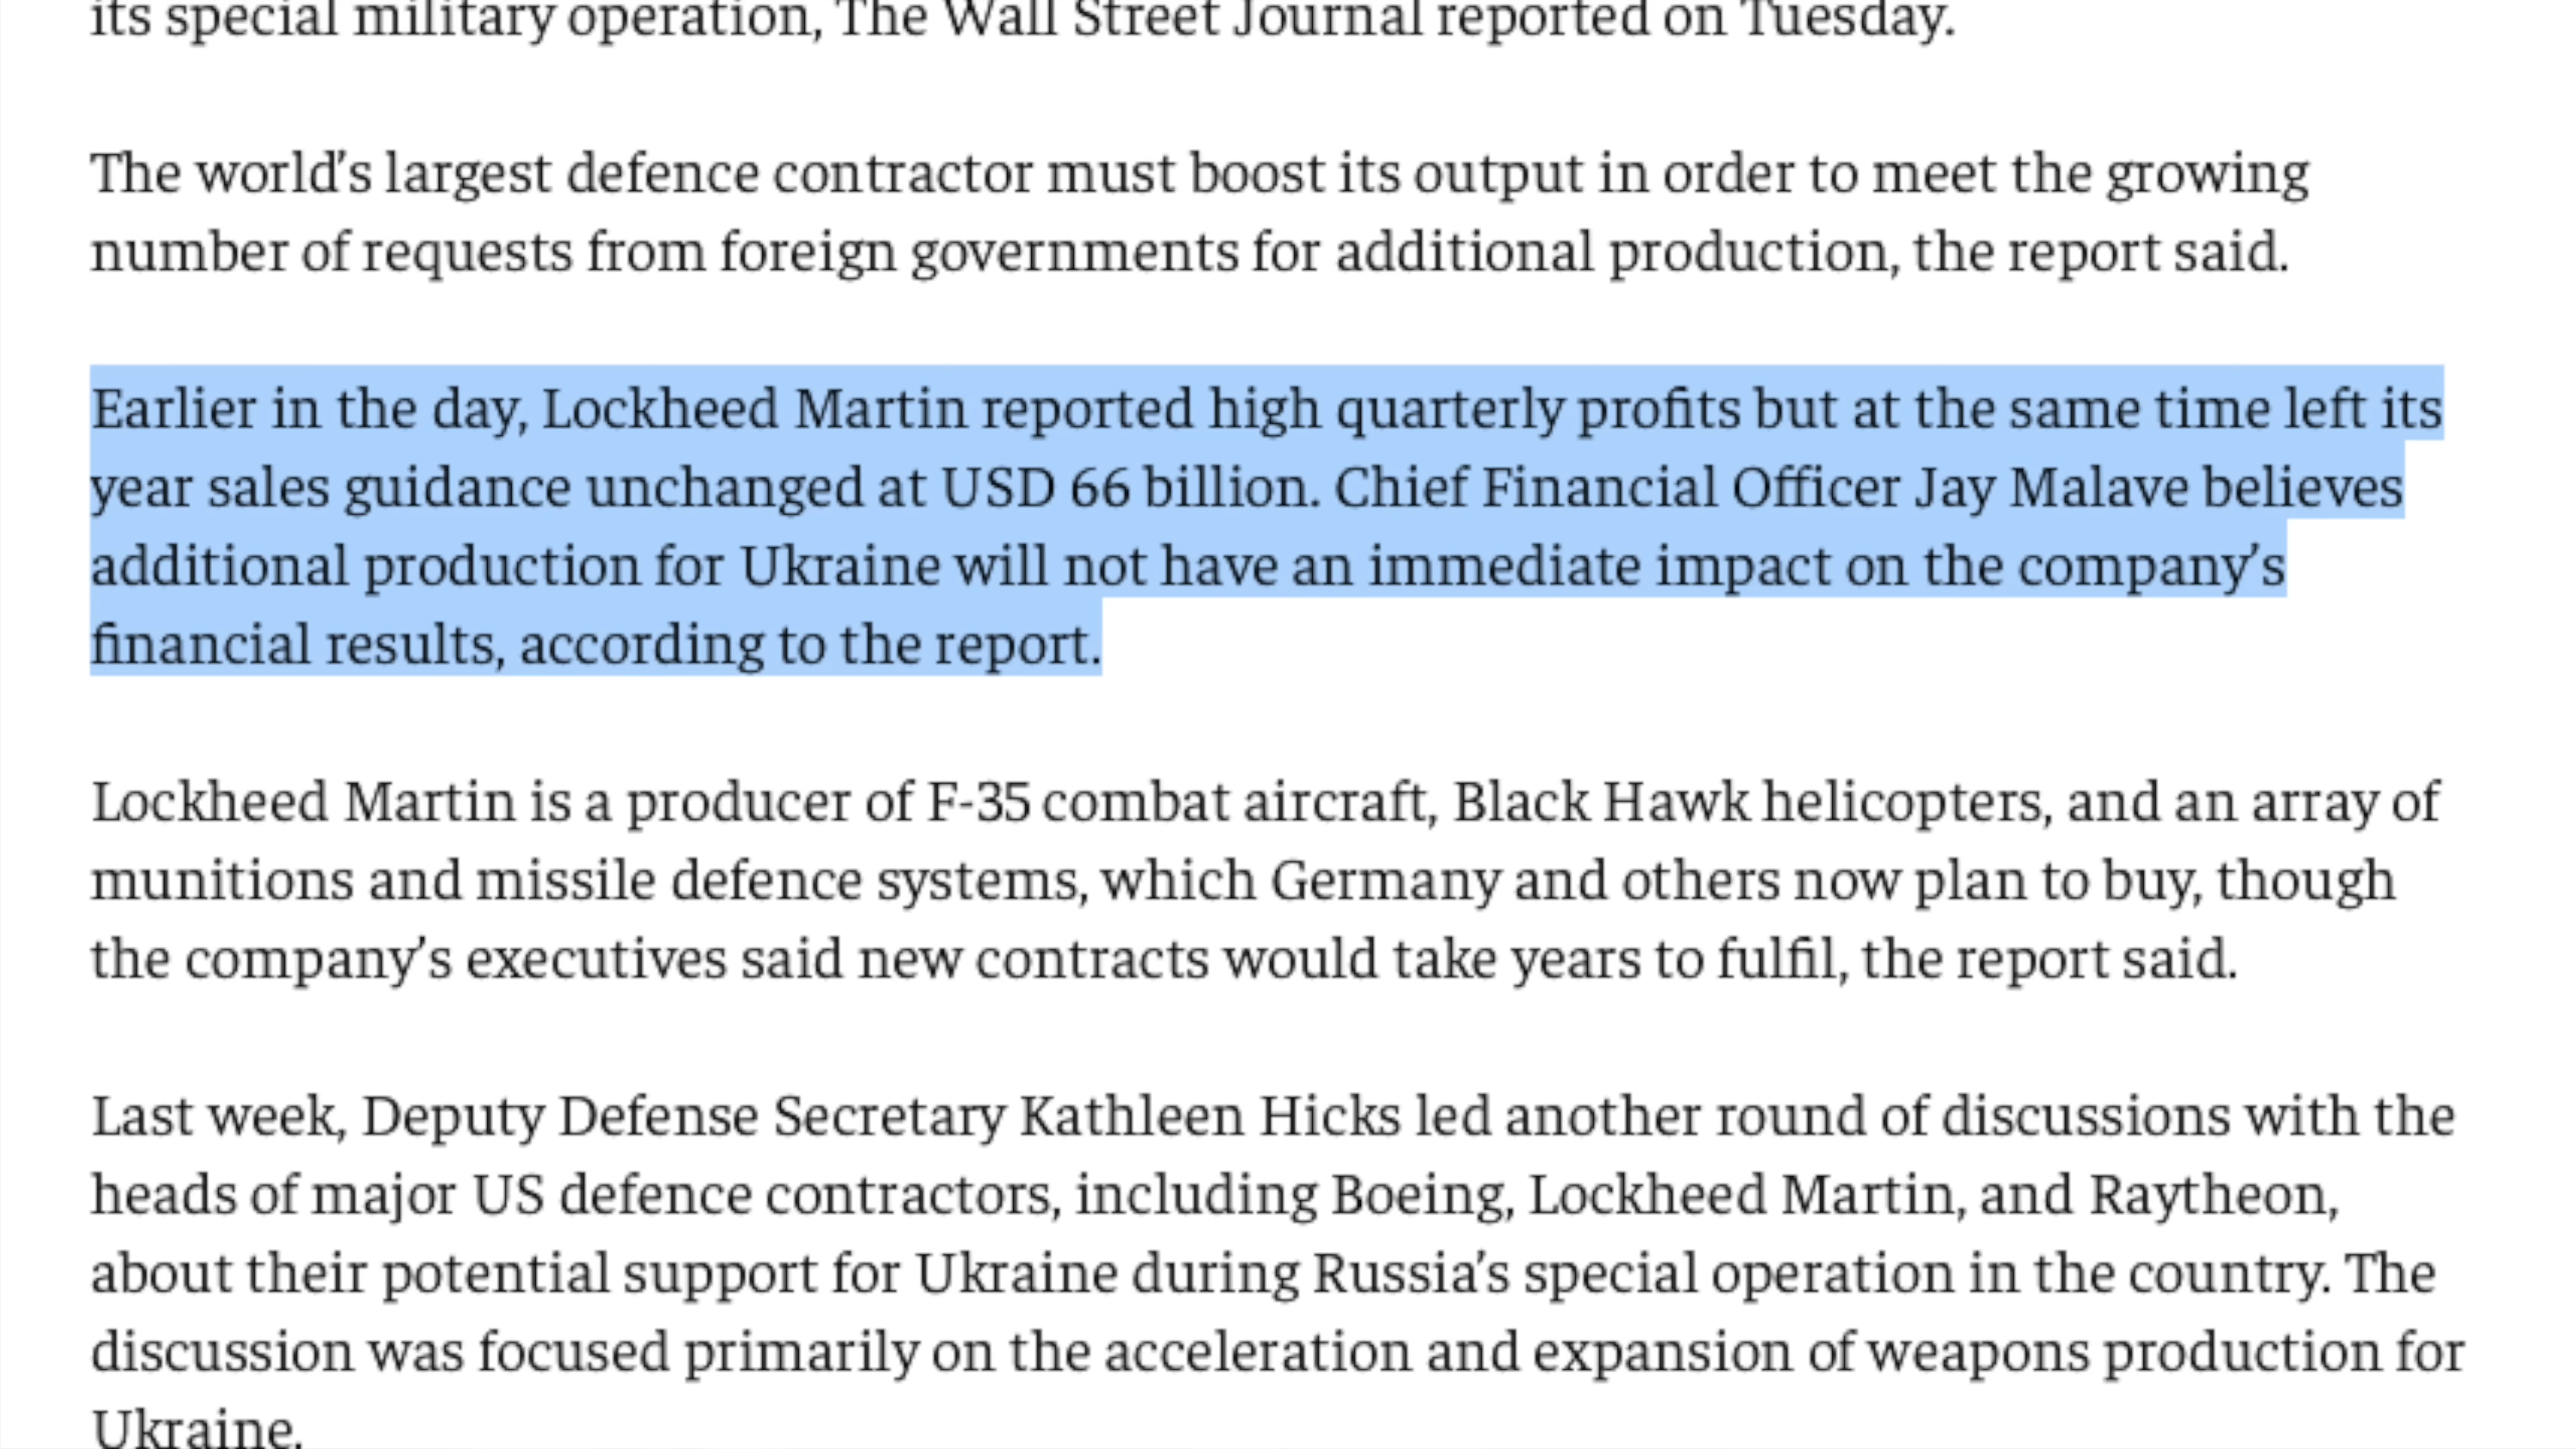 its special military operation, The Wall Street Journal reported on Tuesday.
The world’s largest defence contractor must boost its output in order to meet the growing
number of requests from foreign governments for additional production, the report said.
Earlier in the day, Lockheed Martin reported high quarterly profits but at the same time left its
year sales guidance unchanged at USD 66 billion. Chief Financial Officer Jay Malave believes
additional production for Ukraine will not have an immediate impact on the company’s
financial results, according to the report.
Lockheed Martin is a producer of F-35 combat aircraft, Black Hawk helicopters, and an array of
munitions and missile defence systems, which Germany and others now plan to buy, though
the company’s executives said new contracts would take years to fulfil, the report said.
Last week, Deputy Defense Secretary Kathleen Hicks led another round of discussions with the
heads of major US defence contractors, including Boeing, Lockheed Martin, and Raytheon,
about their potential support for Ukraine during Russia’s special operation in the country. The
discussion was focused primarily on the acceleration and expansion of weapons production for
Ukraine.